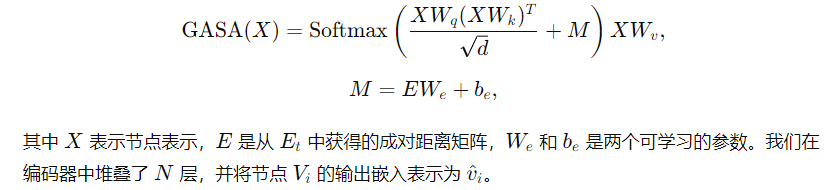 GASA(X) = Softmax ( \frac{XW_q(XW_k)^T}{\sqrt{d}} + M ) XW_v,
M = EW_e + b_e,
其中 X 表示节点表示，E 是从 E_t 中获得的成对距离矩阵，W_e 和 b_e 是两个可学习的参数。我们在
编码器中堆叠了 N 层，并将节点 V_i 的输出嵌入表示为 \hat{v}_i。